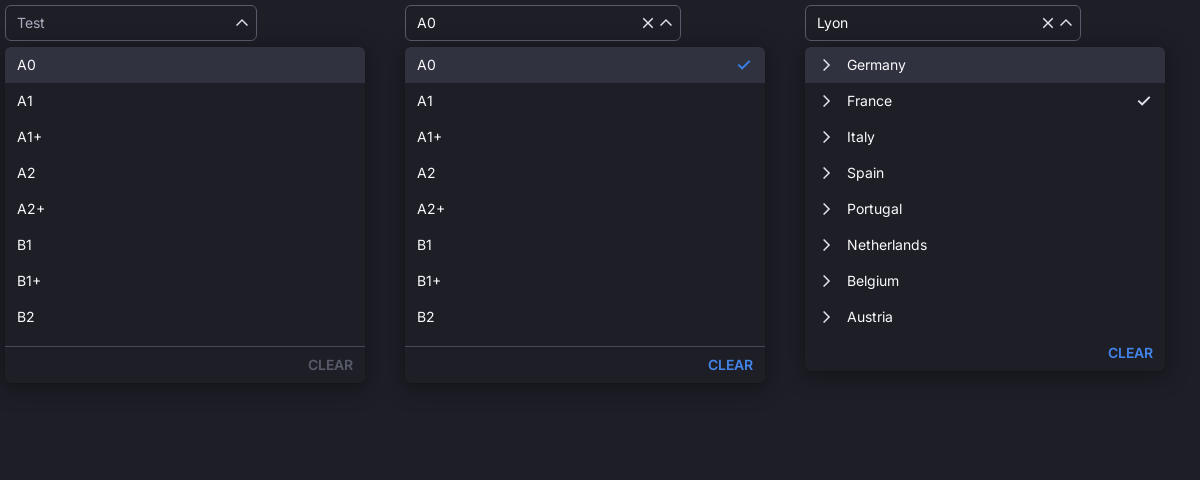 Test
A0
A1
A1+
A2
A2+
B1
B1+
B2
CLEAR
A0
A0
A1
A1+
A2
A2+
B1
B1+
B2
CLEAR
Lyon
Germany
France
Italy
Spain
Portugal
Netherlands
Belgium
Austria
CLEAR